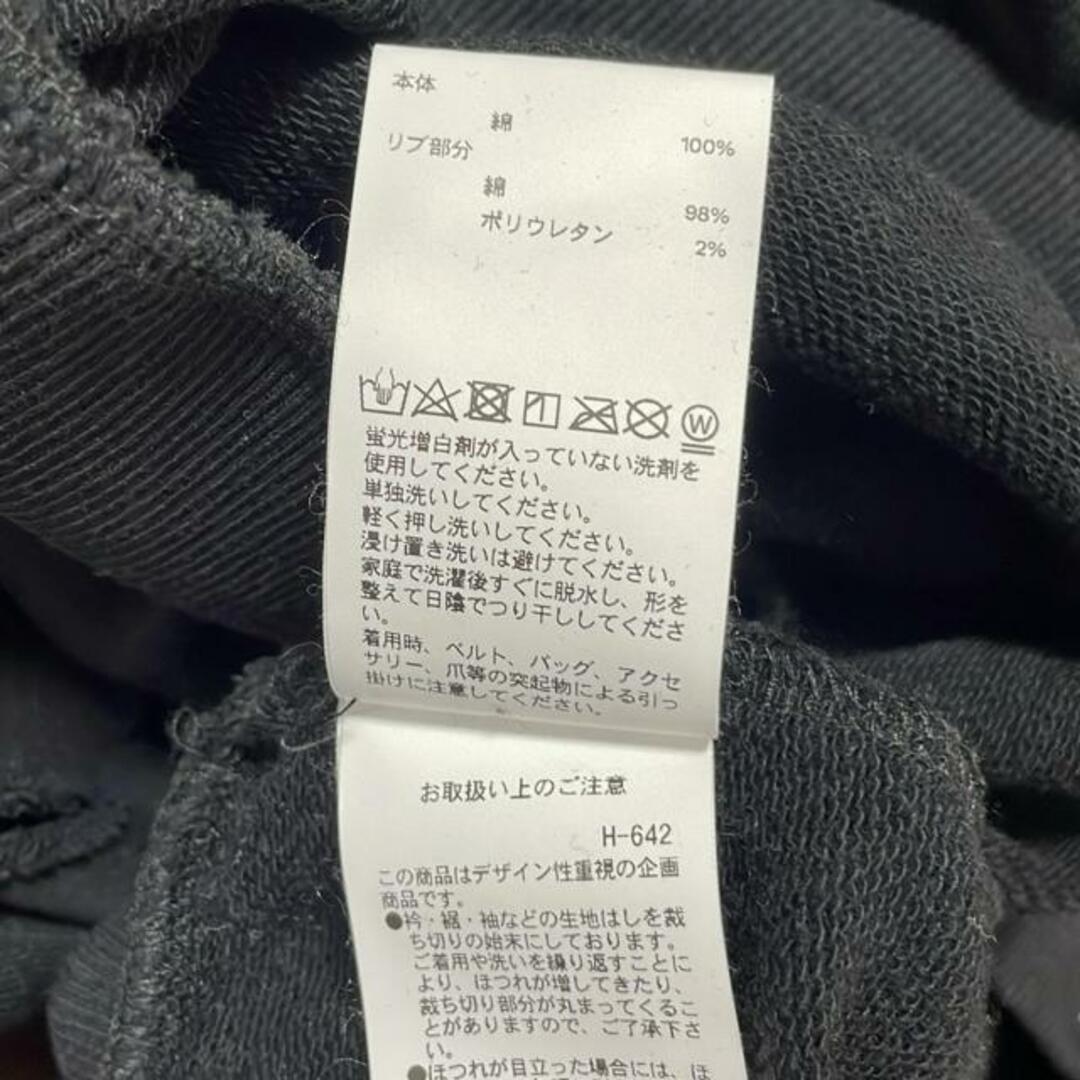 本体
綿 100%
リブ部分
綿 98%
ポリウレタン 2%
W
蛍光増白剤が入っていない洗剤を
使用してください。
単独洗いしてください。
軽く押し洗いしてください。
浸け置き洗いは避けてください。
家庭で洗濯後すぐに脱水し、形を
整えて日陰でつり干ししてくださ
い。
着用時、ベルト、バッグ、アクセ
サリー、爪等の突起物による引っ
掛けに注意してください。
お取扱い上のご注意
H-642
この商品はデザイン性重視の企画
商品です。
●衿・裾・袖などの生地はしを裁
ち切りの始末にしております。
ご着用や洗いを繰り返すことに
より、ほつれが増してきたり、
裁ち切り部分が丸まってくるこ
とがありますので、ご了承下さ
い。
●ほつれが目立った場合には、ほ